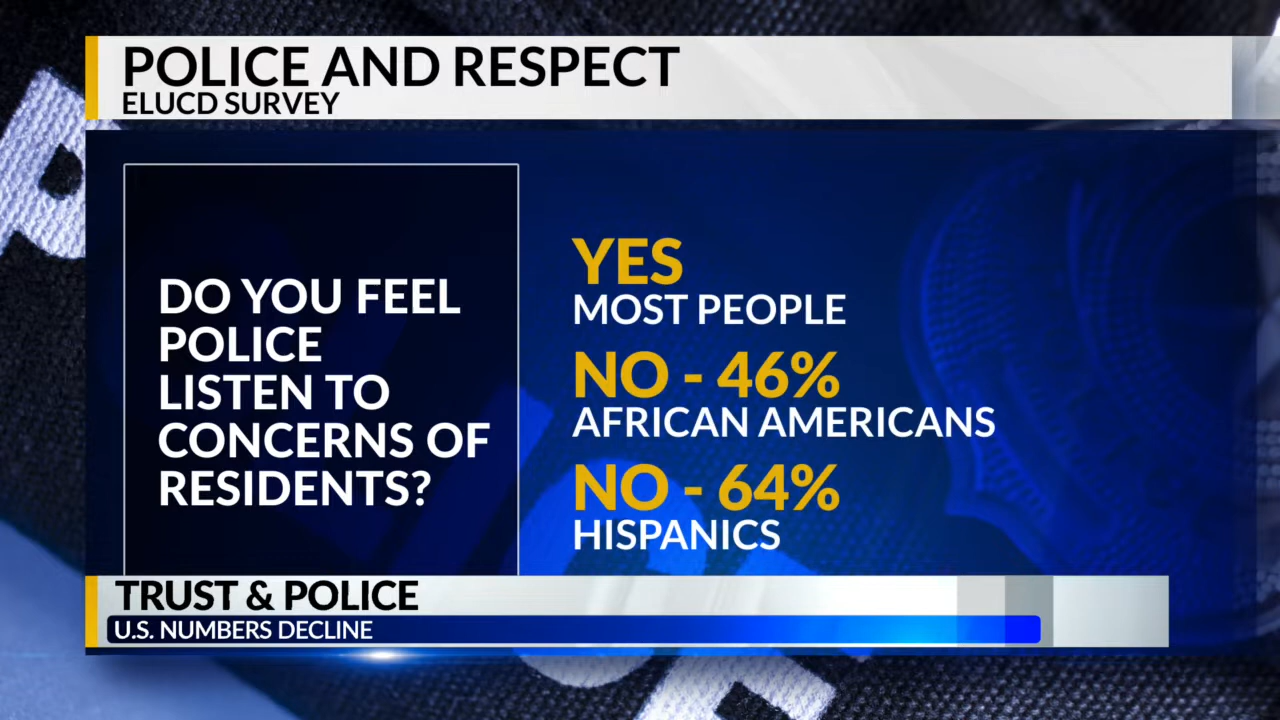 POLICE AND RESPECT
ELUCD SURVEY
DO YOU FEEL
POLICE
LISTEN TO
CONCERNS OF
RESIDENTS?
YES
MOST PEOPLE
NO - 46%
AFRICAN AMERICANS
NO - 64%
HISPANICS
TRUST & POLICE
U.S. NUMBERS DECLINE